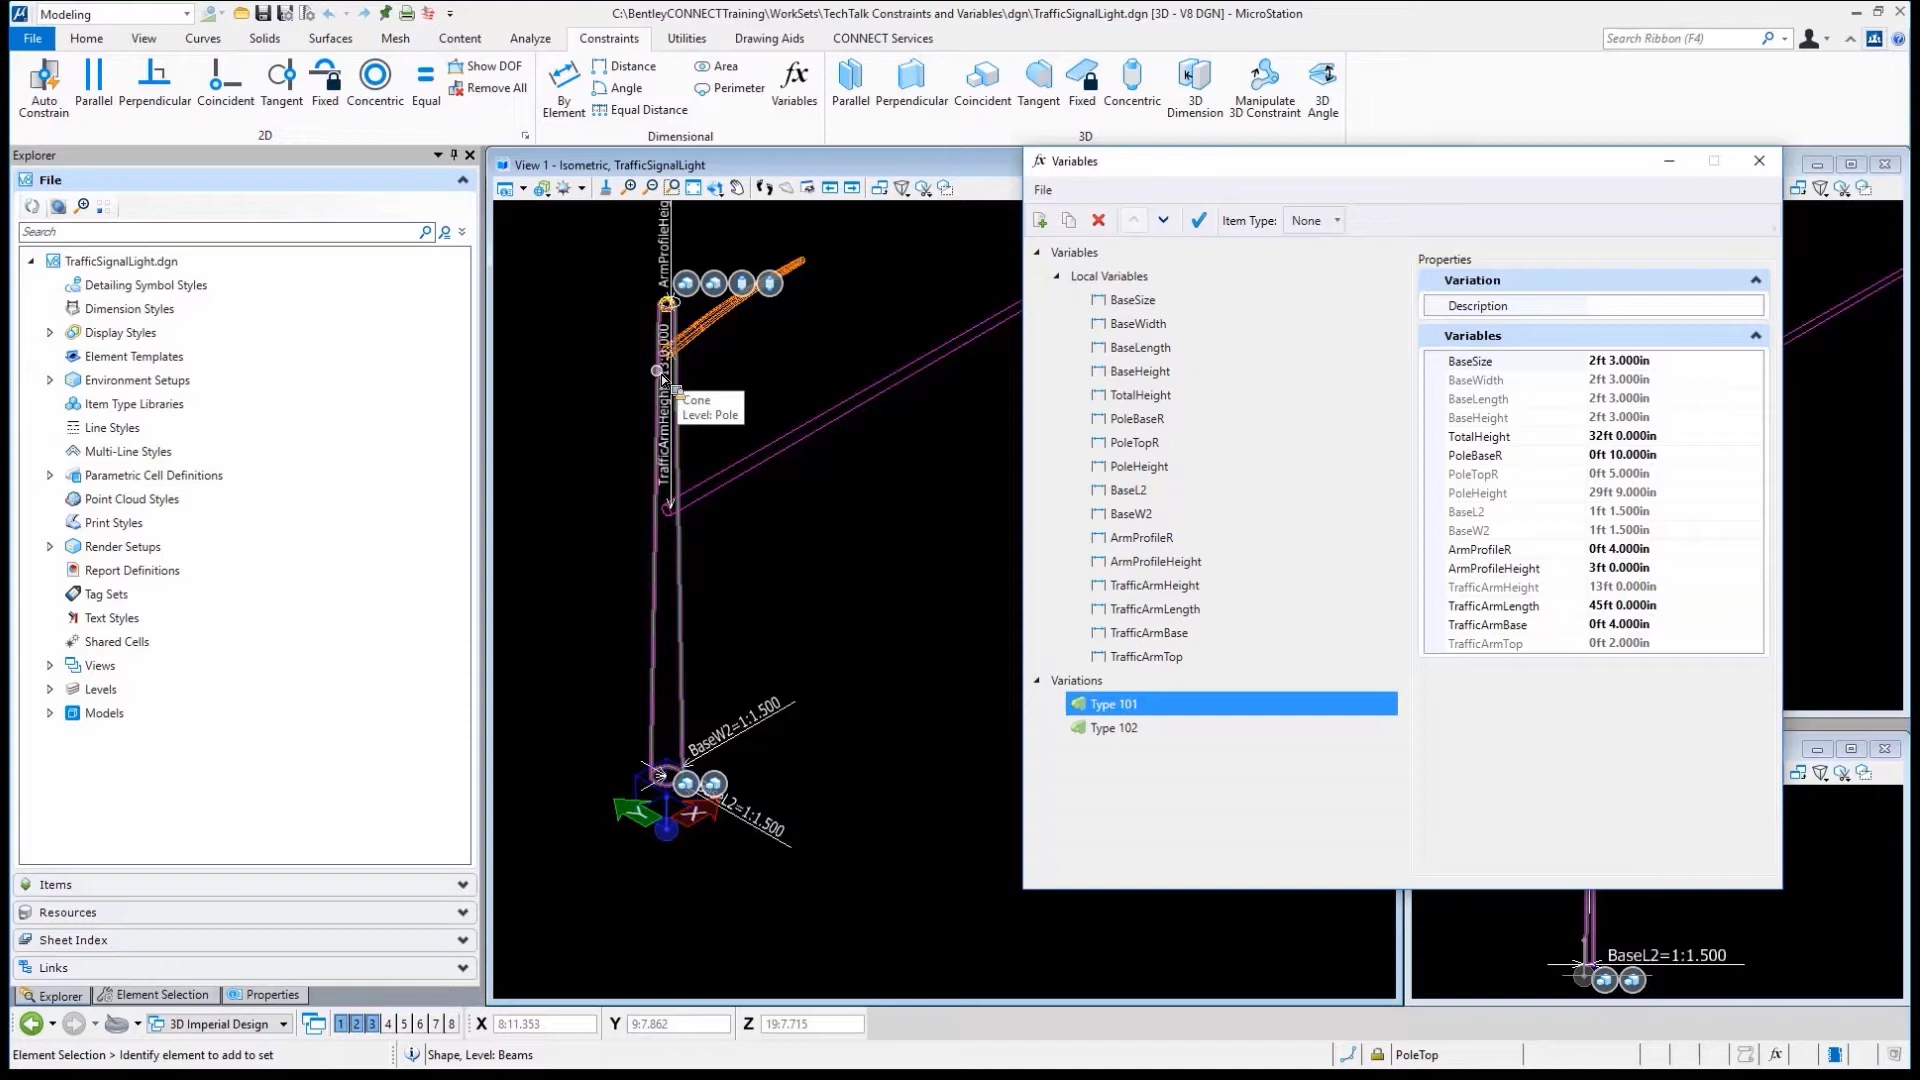 Modeling
C:\BentleyCONNECTTraining\WorkSets\TechTalk Constraints and Variables\dgn\TrafficSignalLight.dgn [3D - V8 DGN] - MicroStation
File Home View Curves Solids Surfaces Mesh Content Analyze Constraints Utilities Drawing Aids CONNECT Services
Search Ribbon (F4)
Auto Constrain
Parallel
Perpendicular
Coincident
Tangent
Fixed
Concentric
Equal
Show DOF
Remove All
2D
By Element
Distance
Angle
Equal Distance
Area
Perimeter
fx
Variables
Dimensional
Parallel
Perpendicular
Coincident
Tangent
Fixed
Concentric
3D Dimension
Manipulate 3D Constraint
3D Angle
3D
Explorer
File
Search
TrafficSignalLight.dgn
Detailing Symbol Styles
Dimension Styles
Display Styles
Element Templates
Environment Setups
Item Type Libraries
Line Styles
Multi-Line Styles
Parametric Cell Definitions
Point Cloud Styles
Print Styles
Render Setups
Report Definitions
Tag Sets
Text Styles
Shared Cells
Views
Levels
Models
Items
Resources
Sheet Index
Links
Explorer Element Selection Properties
View 1 - Isometric, TrafficSignalLight
ArmProfileHeig
Cone
Level: Pole
BaseW2=1:1.500
L2=1:1.500
Y
X
fx Variables
File
Item Type: None
Variables
Local Variables
BaseSize
BaseWidth
BaseLength
BaseHeight
TotalHeight
PoleBaseR
PoleTopR
PoleHeight
BaseL2
BaseW2
ArmProfileR
ArmProfileHeight
TrafficArmHeight
TrafficArmLength
TrafficArmBase
TrafficArmTop
Variations
Type 101
Type 102
Properties
Variation
Description
Variables
BaseSize 2ft 3.000in
BaseWidth 2ft 3.000in
BaseLength 2ft 3.000in
BaseHeight 2ft 3.000in
TotalHeight 32ft 0.000in
PoleBaseR 0ft 10.000in
PoleTopR 0ft 5.000in
PoleHeight 29ft 9.000in
BaseL2 1ft 1.500in
BaseW2 1ft 1.500in
ArmProfileR 0ft 4.000in
ArmProfileHeight 3ft 0.000in
TrafficArmHeight 13ft 0.000in
TrafficArmLength 45ft 0.000in
TrafficArmBase 0ft 4.000in
TrafficArmTop 0ft 2.000in
BaseL2=1:1.500
3D Imperial Design 1 2 3 4 5 6 7 8 X 8:11.353 Y 9:7.862 Z 19:7.715
Element Selection > Identify element to add to set
Shape, Level: Beams
PoleTop
fx